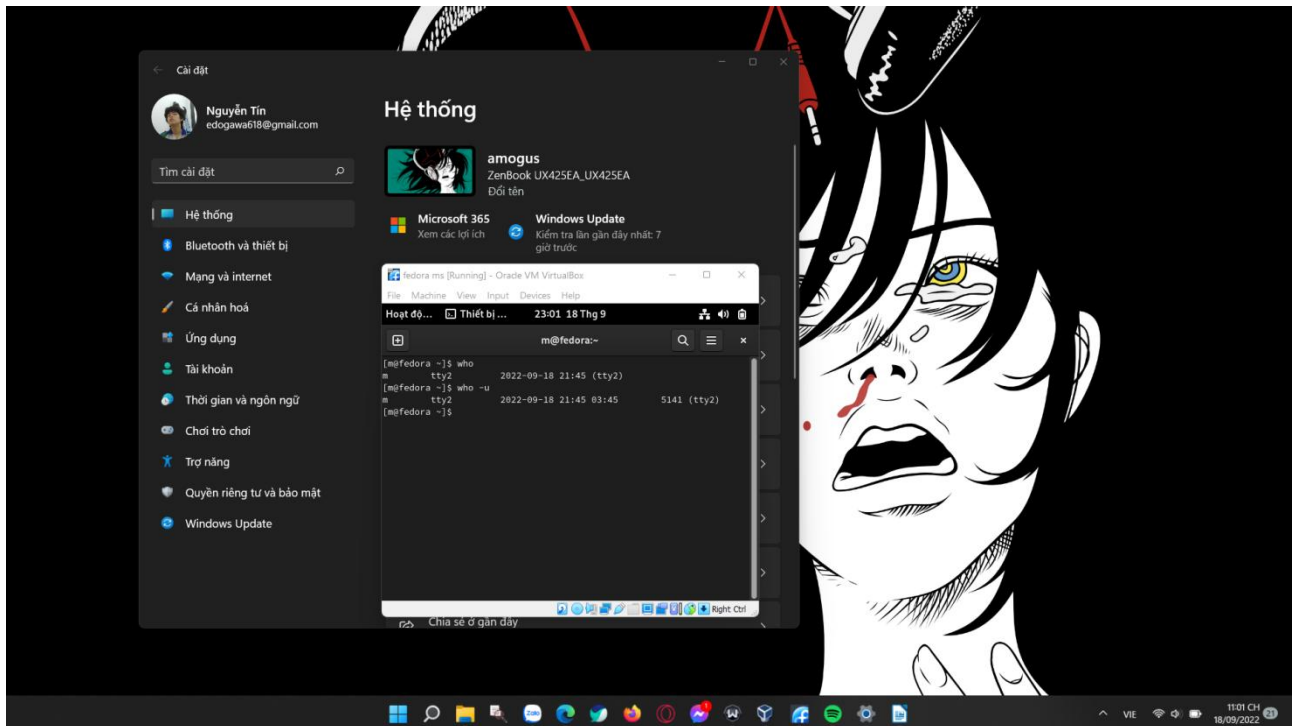 Cài đặt
Nguyễn Tín
edogawa618@gmail.com
Tìm cài đặt
Hệ thống
Bluetooth và thiết bị
Mạng và internet
Cá nhân hoá
Ứng dụng
Tài khoản
Thời gian và ngôn ngữ
Chơi trò chơi
Trợ năng
Quyền riêng tư và bảo mật
Windows Update
Hệ thống
amogus
ZenBook UX425EA_UX425EA
Đổi tên
Microsoft 365
Xem các lợi ích
Windows Update
Kiểm tra lần gần đây nhất: 7
giờ trước
fedora ms [Running] - Oracle VM VirtualBox
File Machine View Input Devices Help
Hoạt độ... Thiết bị ... 23:01 18 Thg 9
m@fedora:~
[m@fedora ~]$ who
m tty2 2022-09-18 21:45 (tty2)
[m@fedora ~]$ who -u
m tty2 2022-09-18 21:45 03:45 5141 (tty2)
[m@fedora ~]$
Right Ctrl
Chia sẻ ở gần đây
Zalo
VIE
11:01 CH
18/09/2022
21